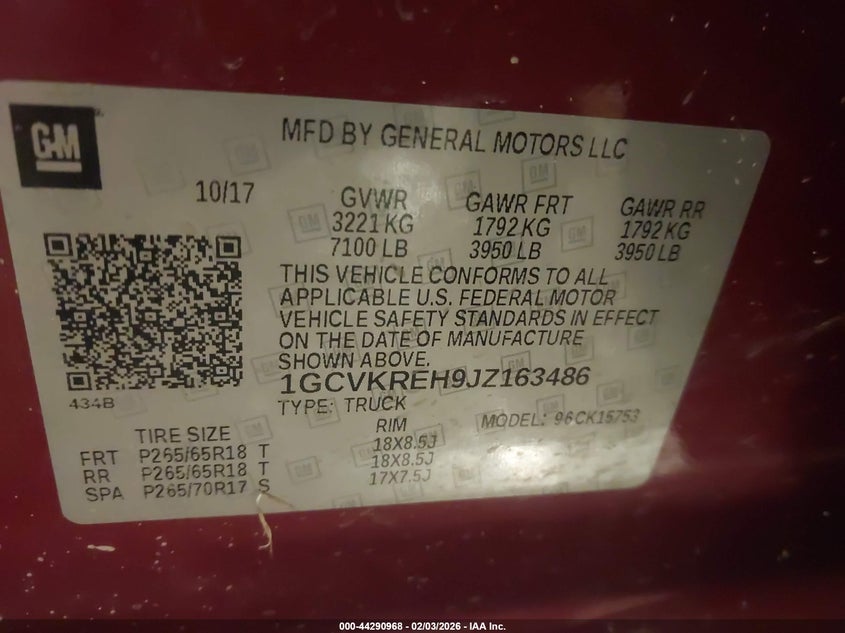 GM
MFD BY GENERAL MOTORS LLC
10/17
GVWR GAWR FRT GAWR RR
3221 KG 1792 KG 1792 KG
7100 LB 3950 LB 3950 LB
THIS VEHICLE CONFORMS TO ALL
APPLICABLE U.S. FEDERAL MOTOR
VEHICLE SAFETY STANDARDS IN EFFECT
ON THE DATE OF MANUFACTURE
SHOWN ABOVE.
1GCVKREH9JZ163486
434B
TYPE: TRUCK
MODEL: 96CK15753
TIRE SIZE RIM
FRT P265/65R18 T 18X8.5J
RR P265/65R18 T 18X8.5J
SPA P265/70R17 S 17X7.5J
000-44290968 - 02/03/2026 - IAA Inc.